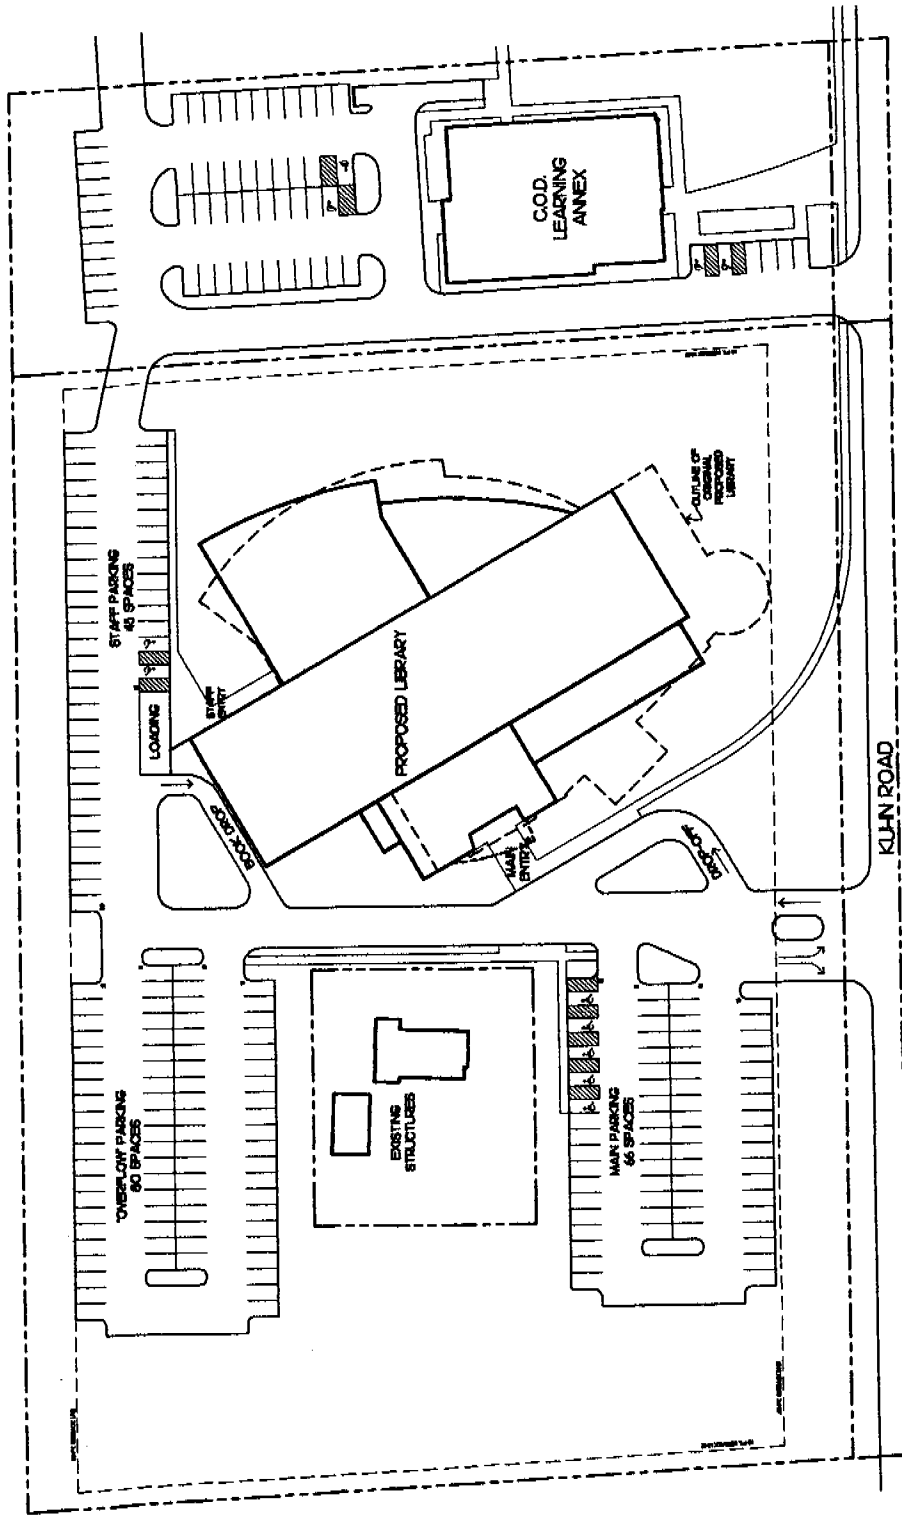 C.O.D.
LEARNING
ANNEX
OUTLINE OF
ORIGINAL
PROPOSED
LIBRARY
STAFF PARKING
45 SPACES
LOADING
STAFF
ENTRY
PROPOSED LIBRARY
BOOK DROP
MAIN
ENTRY
DROP-OFF
KUHN ROAD
OVERFLOW PARKING
80 SPACES
EXISTING
STRUCTURES
MAIN PARKING
66 SPACES